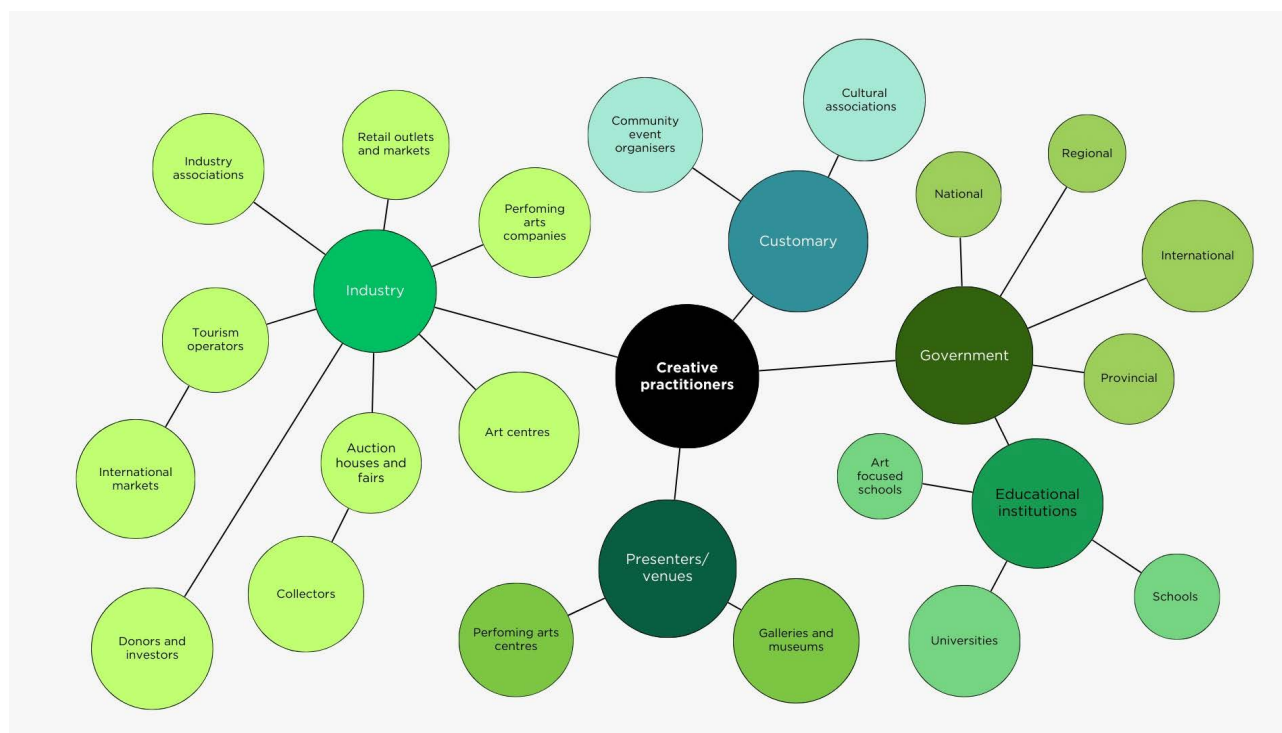 Cultural
associations
Community
event
organisers
Retail outlets
and markets
Industry
associations
Regional
National
Perfoming
arts
companies
Customary
International
Industry
Tourism
operators
Government
Creative
practitioners
Provincial
Art centres
Auction
houses and
fairs
International
markets
Art
focused
schools
Educational
institutions
Presenters/
venues
Collectors
Schools
Donors and
investors
Perfoming arts
centres
Galleries and
museums
Universities